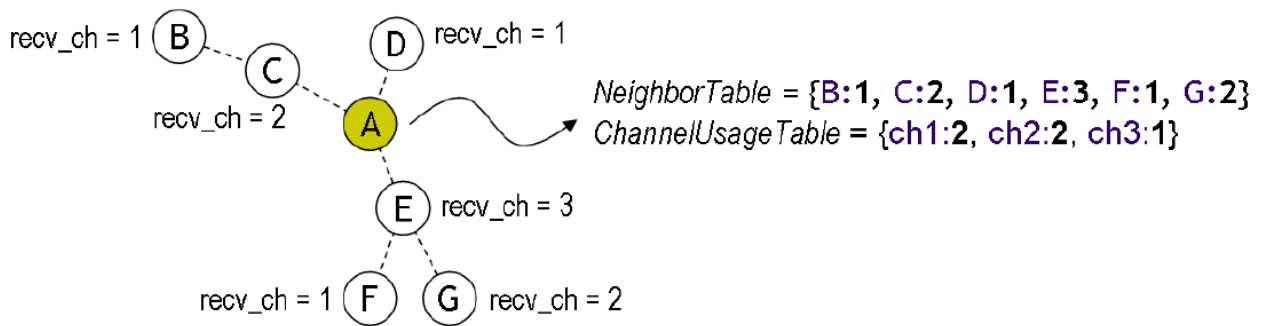 recv_ch = 1 B
D recv_ch = 1
C
recv_ch = 2
A
NeighborTable = {B:1, C:2, D:1, E:3, F:1, G:2}
ChannelUsageTable = {ch1:2, ch2:2, ch3:1}
E recv_ch = 3
recv_ch = 1 F
G recv_ch = 2